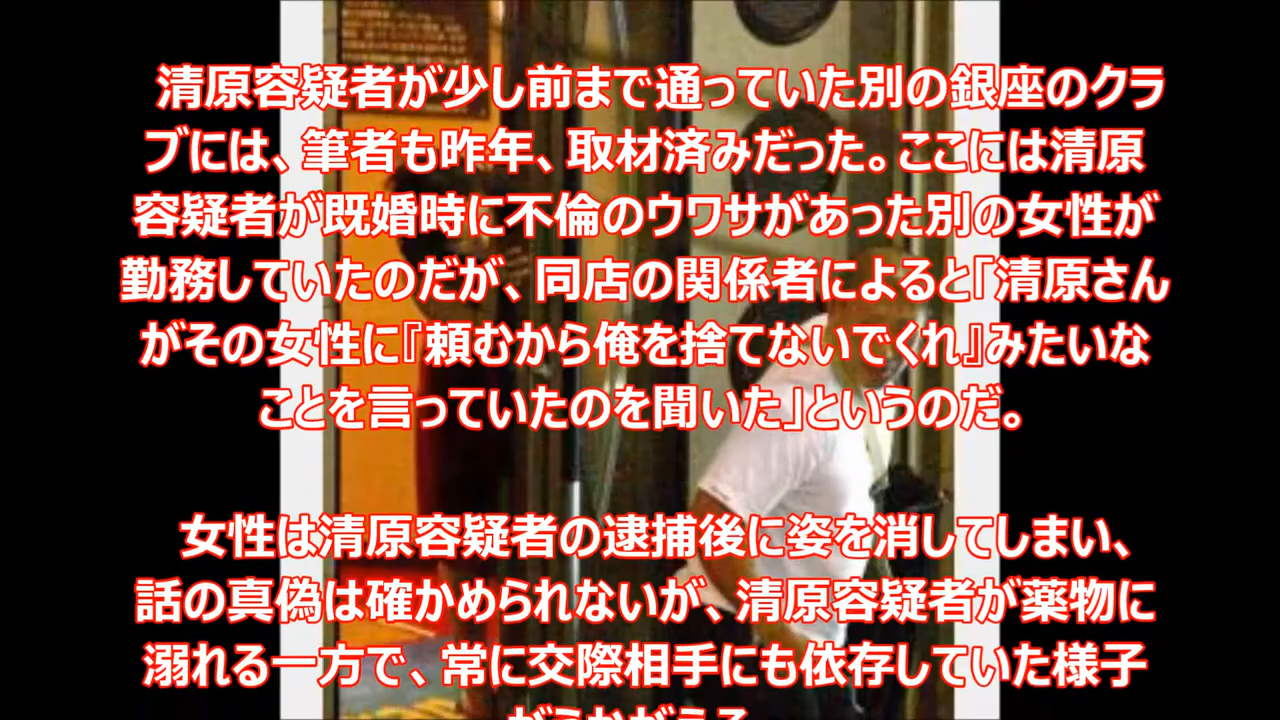 清原容疑者が少し前まで通っていた別の銀座のクラ
ブには、筆者も昨年、取材済みだった。ここには清原
容疑者が既婚時に不倫のウワサがあった別の女性が
勤務していたのだが、同店の関係者によると「清原さん
がその女性に『頼むから俺を捨てないでくれ』みたいな
ことを言っていたのを聞いた」というのだ。
女性は清原容疑者の逮捕後に姿を消してしまい、
話の真偽は確かめられないが、清原容疑者が薬物に
溺れる一方で、常に交際相手にも依存していた様子